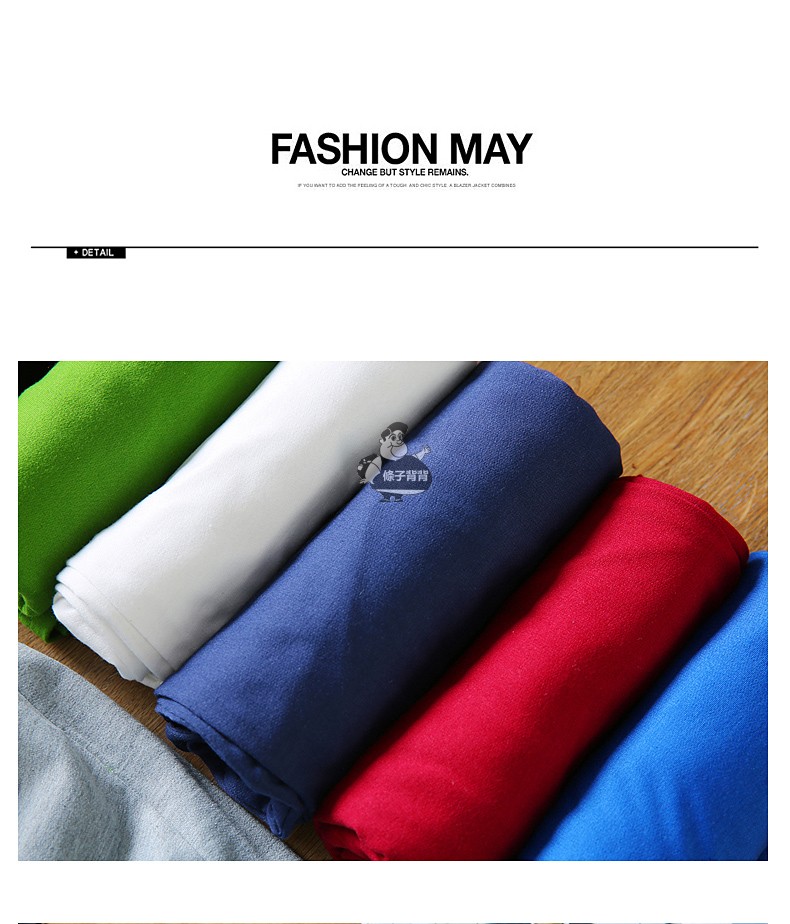 FASHION MAY
CHANGE BUT STYLE REMAINS.
IF YOU WANT TO ADD THE FEELING OF A TOUGH AND CHIC STYLE A BLAZER JACKET COMBINES
✦ DETAIL
條子背背